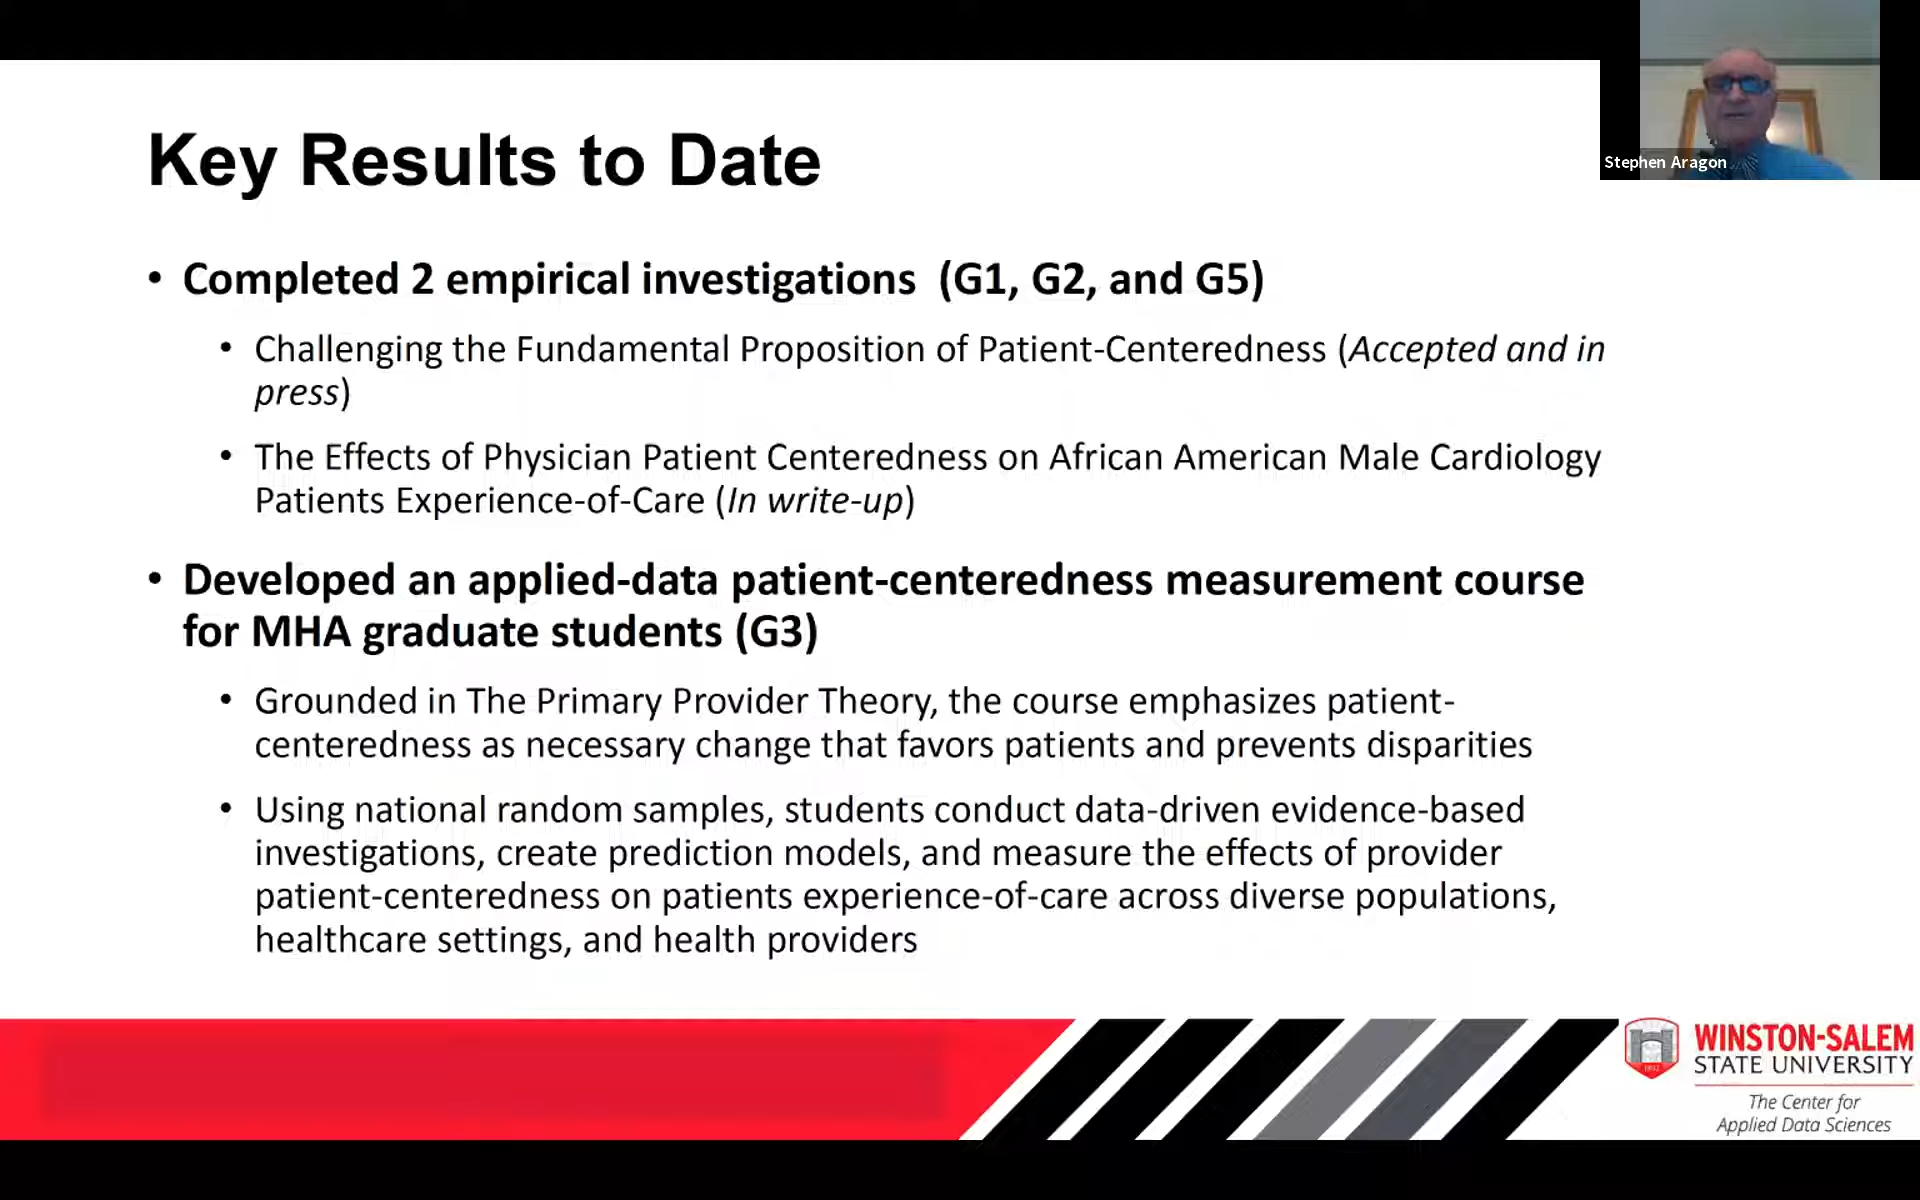 Stephen Aragon
Key Results to Date
• Completed 2 empirical investigations  (G1, G2, and G5)
• Challenging the Fundamental Proposition of Patient-Centeredness (Accepted and in
press)
• The Effects of Physician Patient Centeredness on African American Male Cardiology
Patients Experience-of-Care (In write-up)
• Developed an applied-data patient-centeredness measurement course
for MHA graduate students (G3)
• Grounded in The Primary Provider Theory, the course emphasizes patient-
centeredness as necessary change that favors patients and prevents disparities
• Using national random samples, students conduct data-driven evidence-based
investigations, create prediction models, and measure the effects of provider
patient-centeredness on patients experience-of-care across diverse populations,
healthcare settings, and health providers
1892
WINSTON-SALEM
STATE UNIVERSITY
The Center for
Applied Data Sciences